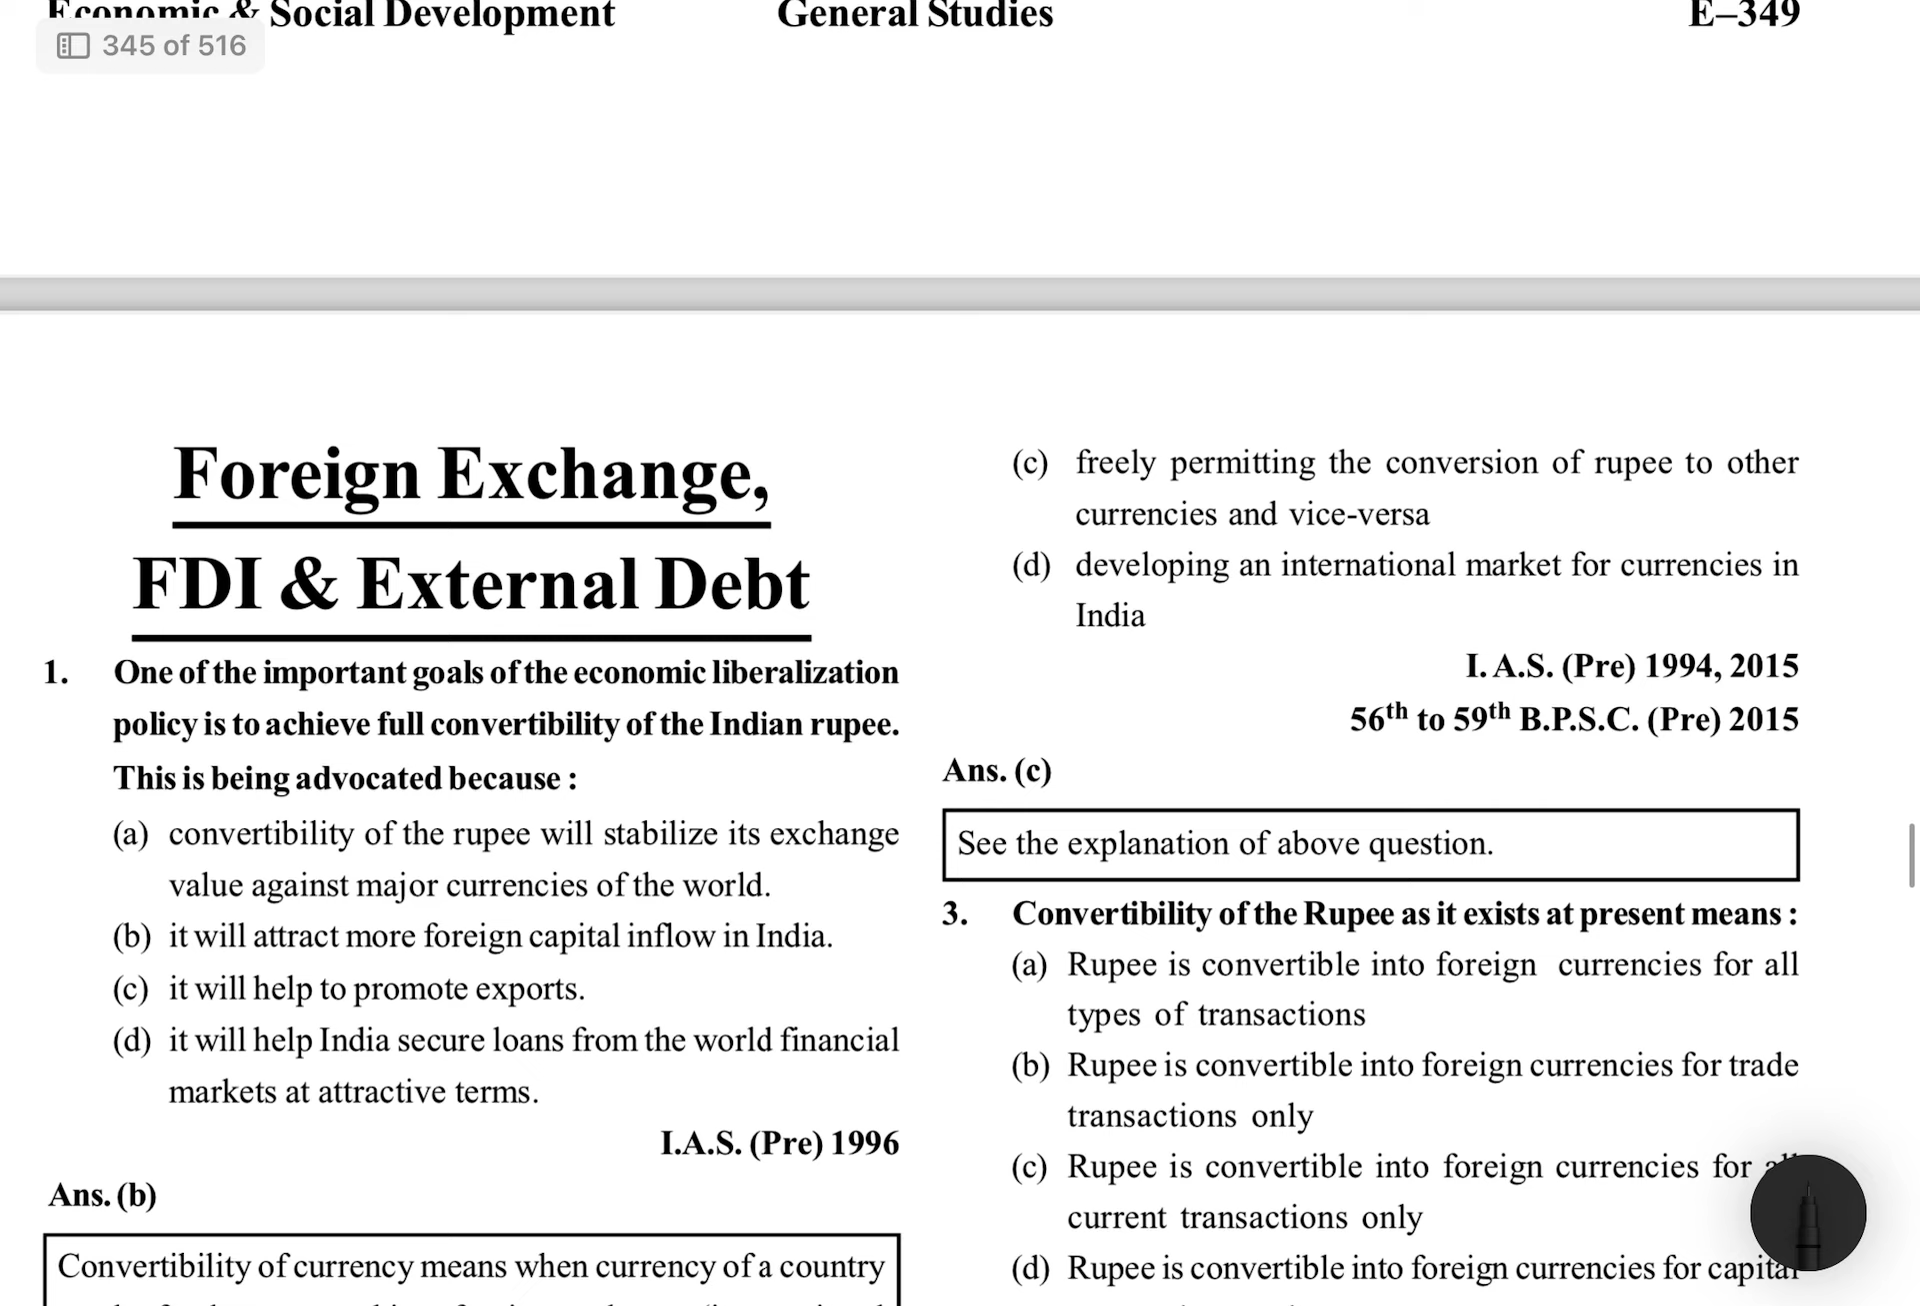 Economic & Social Development General Studies E–349
345 of 516
Foreign Exchange,
FDI & External Debt
1. One of the important goals of the economic liberalization
policy is to achieve full convertibility of the Indian rupee.
This is being advocated because :
(a) convertibility of the rupee will stabilize its exchange
value against major currencies of the world.
(b) it will attract more foreign capital inflow in India.
(c) it will help to promote exports.
(d) it will help India secure loans from the world financial
markets at attractive terms.
I.A.S. (Pre) 1996
Ans. (b)
Convertibility of currency means when currency of a country
(c) freely permitting the conversion of rupee to other
currencies and vice-versa
(d) developing an international market for currencies in
India
I. A.S. (Pre) 1994, 2015
56th to 59th B.P.S.C. (Pre) 2015
Ans. (c)
See the explanation of above question.
3. Convertibility of the Rupee as it exists at present means :
(a) Rupee is convertible into foreign currencies for all
types of transactions
(b) Rupee is convertible into foreign currencies for trade
transactions only
(c) Rupee is convertible into foreign currencies for all
current transactions only
(d) Rupee is convertible into foreign currencies for capital